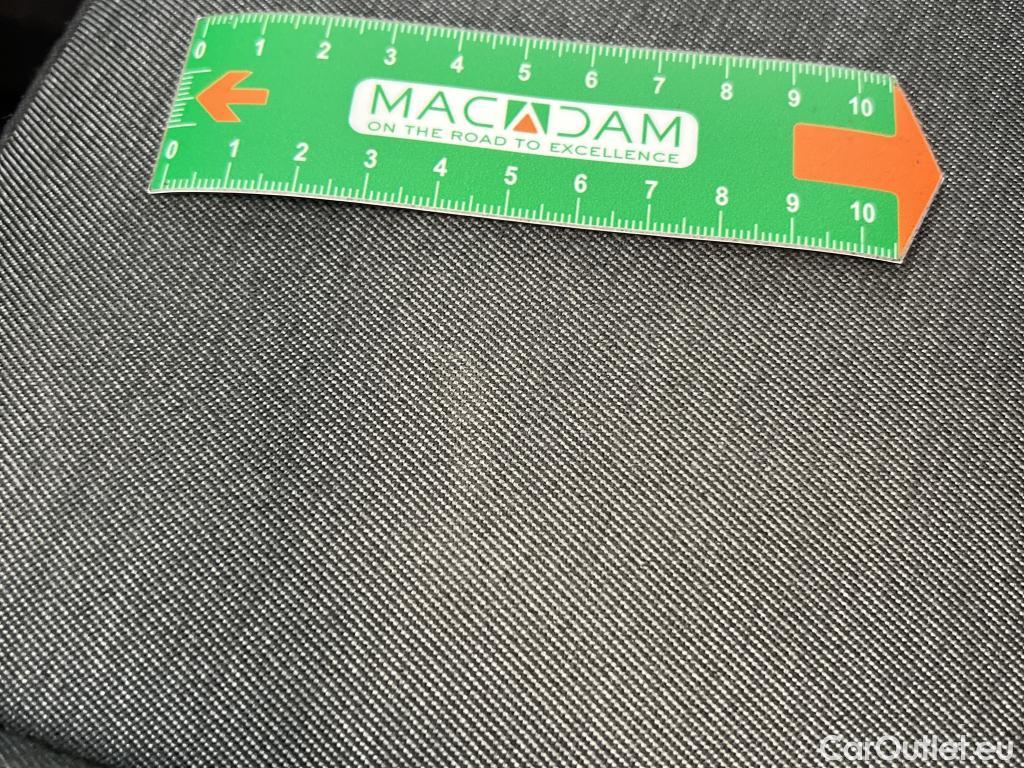 0 1 2 3 4 5 6 7 8 9 10
MACADAM
ON THE ROAD TO EXCELLENCE
0 1 2 3 4 5 6 7 8 9 10
CarOutlet.eu